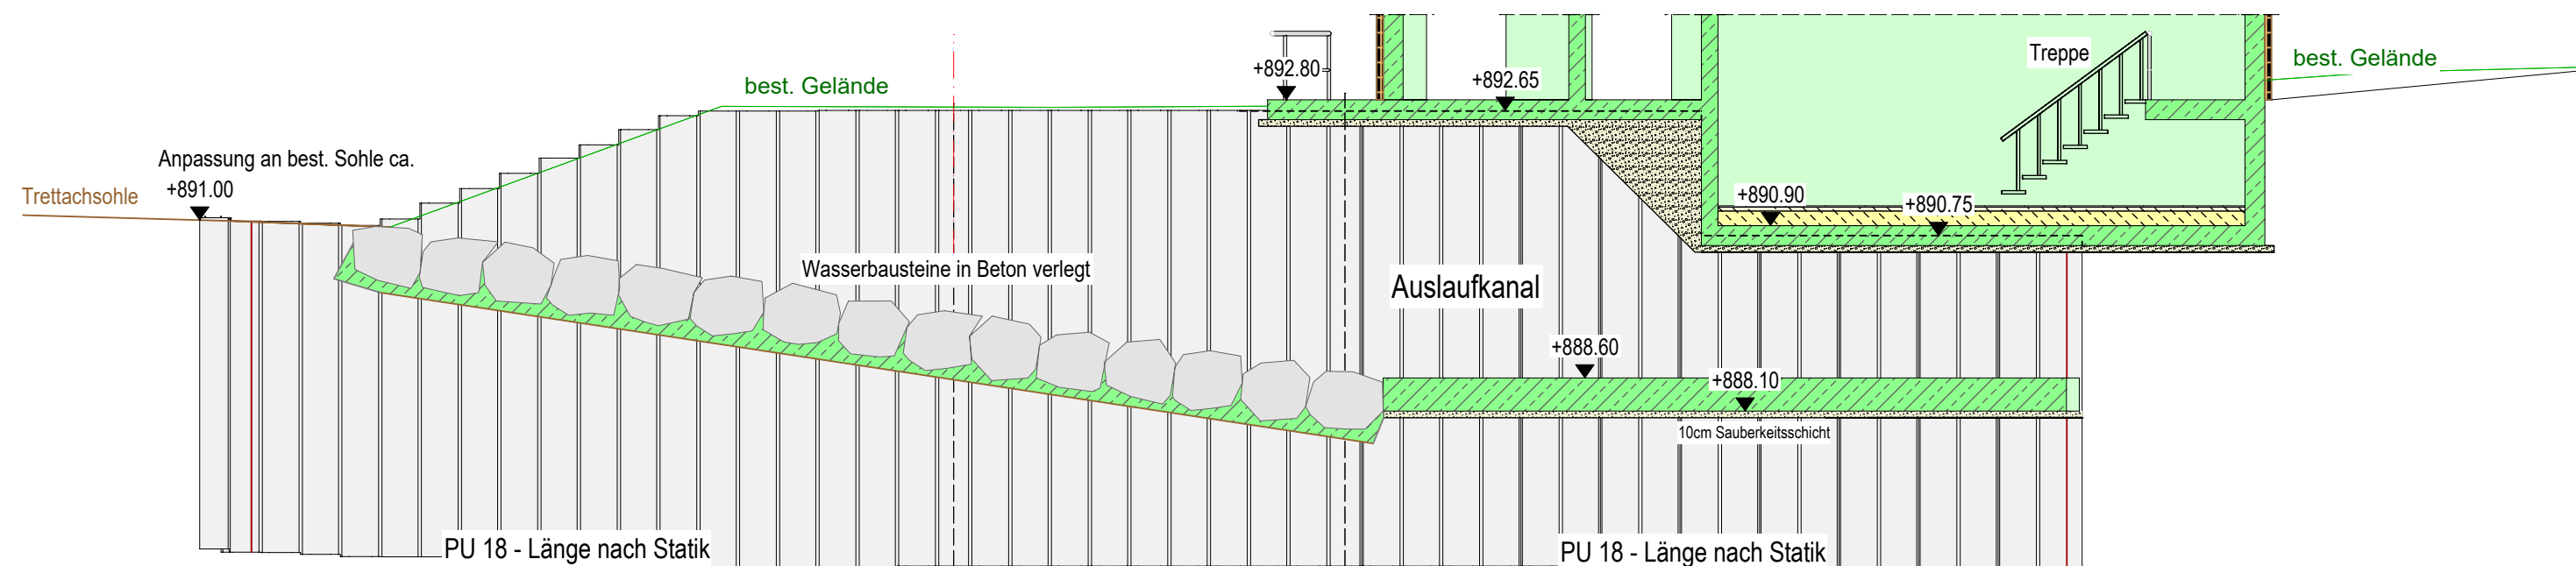 best. Gelände
+892.80
+892.65
Treppe
best. Gelände
Anpassung an best. Sohle ca.
+891.00
Trettachsohle
+890.90
+890.75
Wasserbausteine in Beton verlegt
Auslaufkanal
+888.60
+888.10
10cm Sauberkeitsschicht
PU 18 - Länge nach Statik
PU 18 - Länge nach Statik